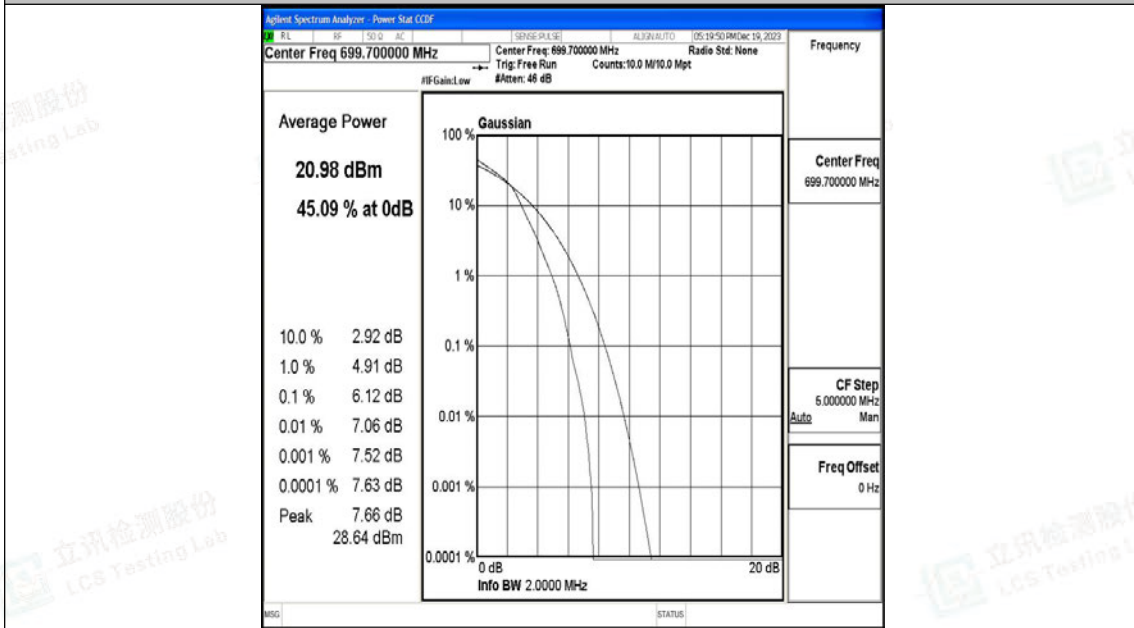 Agilent Spectrum Analyzer - Power Stat CCDF
RL RF 50 Ω AC SENSE:PULSE ALIGNAUTO 05:19:50 PM Dec 19, 2023
Center Freq 699.700000 MHz
Center Freq: 699.700000 MHz Radio Std: None
Trig: Free Run Counts:10.0 M/10.0 Mpt
#IFGain:Low #Atten: 46 dB
Average Power
20.98 dBm
45.09 % at 0dB
10.0 % 2.92 dB
1.0 % 4.91 dB
0.1 % 6.12 dB
0.01 % 7.06 dB
0.001 % 7.52 dB
0.0001 % 7.63 dB
Peak 7.66 dB
28.64 dBm
Gaussian
100 %
10 %
1 %
0.1 %
0.01 %
0.001 %
0.0001 %
0 dB 20 dB
Info BW 2.0000 MHz
Frequency
Center Freq
699.700000 MHz
CF Step
5.000000 MHz
Auto Man
Freq Offset
0 Hz
MSG STATUS
立讯检测股份
LCS Testing Lab